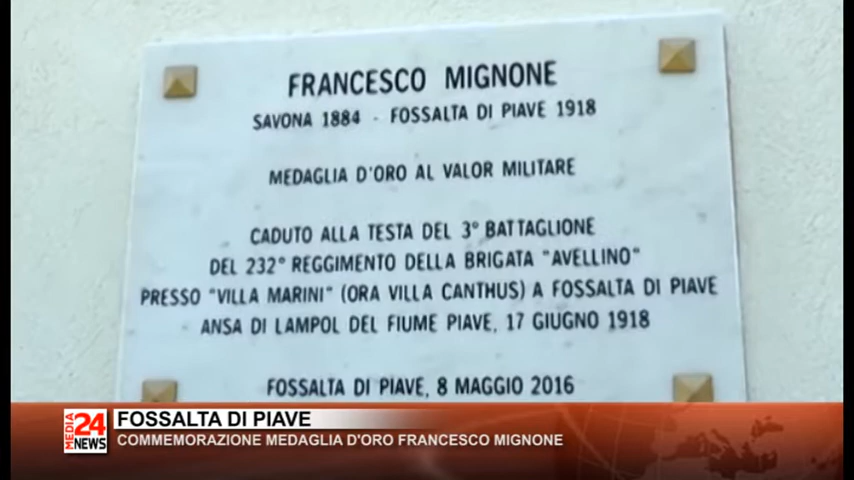 FRANCESCO MIGNONE
SAVONA 1884 - FOSSALTA DI PIAVE 1918
MEDAGLIA D'ORO AL VALOR MILITARE
CADUTO ALLA TESTA DEL 3° BATTAGLIONE
DEL 232° REGGIMENTO DELLA BRIGATA "AVELLINO"
PRESSO "VILLA MARINI" (ORA VILLA CANTHUS) A FOSSALTA DI PIAVE
ANSA DI LAMPOL DEL FIUME PIAVE, 17 GIUGNO 1918
FOSSALTA DI PIAVE, 8 MAGGIO 2016
MEDIA 24 NEWS
FOSSALTA DI PIAVE
COMMEMORAZIONE MEDAGLIA D'ORO FRANCESCO MIGNONE